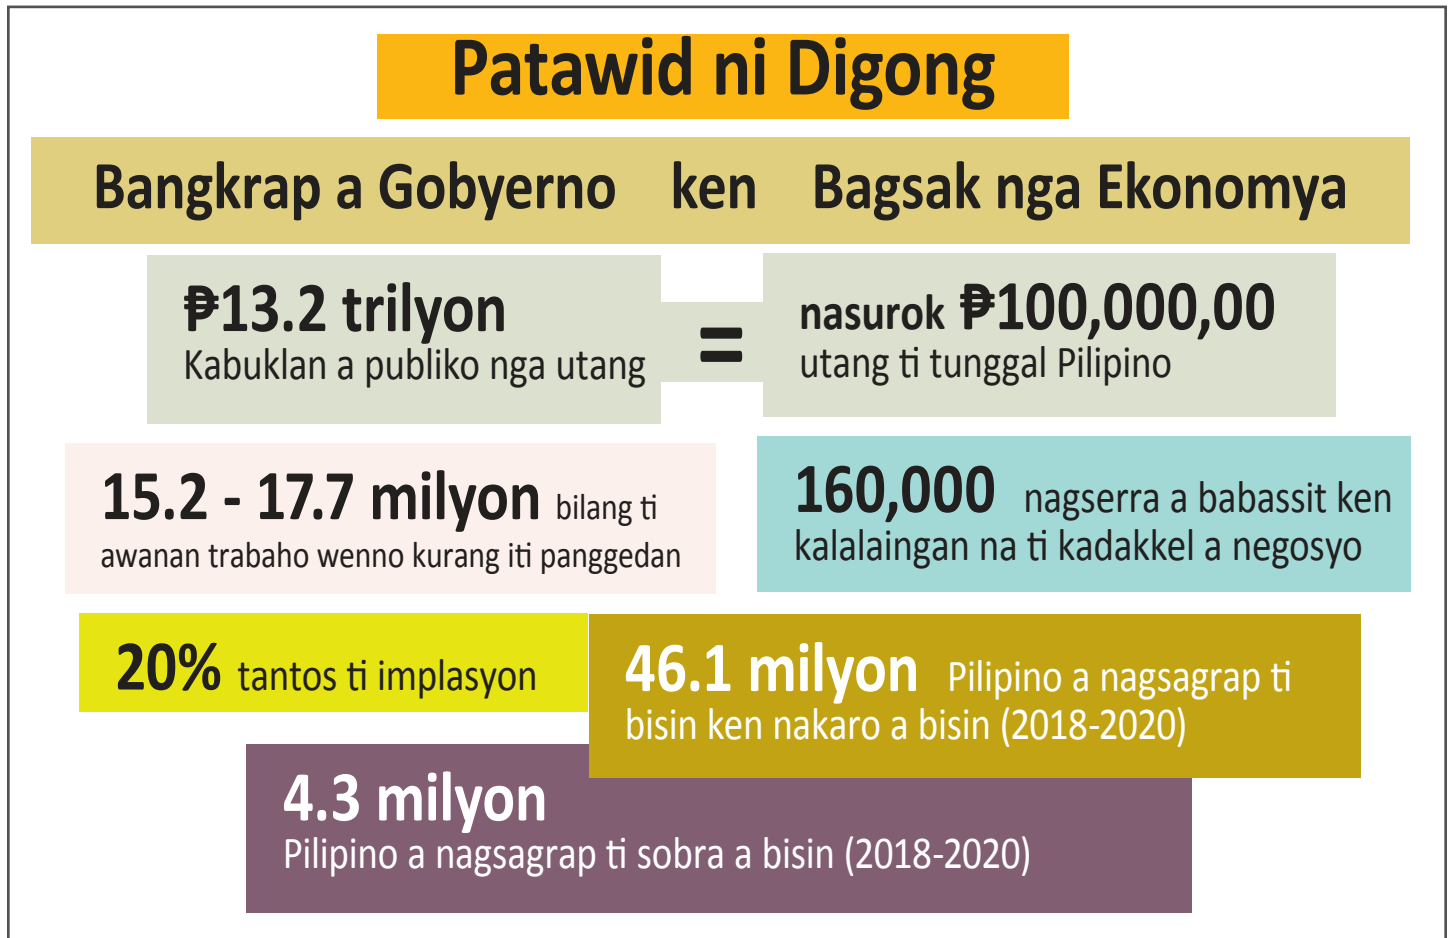 Patawid ni Digong
Bangkrap a Gobyerno ken Bagsak nga Ekonomya
₱13.2 trilyon
Kabuklan a publiko nga utang
=
nasurok ₱100,000,00
utang ti tunggal Pilipino
15.2 - 17.7 milyon bilang ti
awanan trabaho wenno kurang iti panggedan
160,000 nagserra a babassit ken
kalalaingan na ti kadakkel a negosyo
20% tantos ti implasyon
46.1 milyon Pilipino a nagsagrap ti
bisin ken nakaro a bisin (2018-2020)
4.3 milyon
Pilipino a nagsagrap ti sobra a bisin (2018-2020)